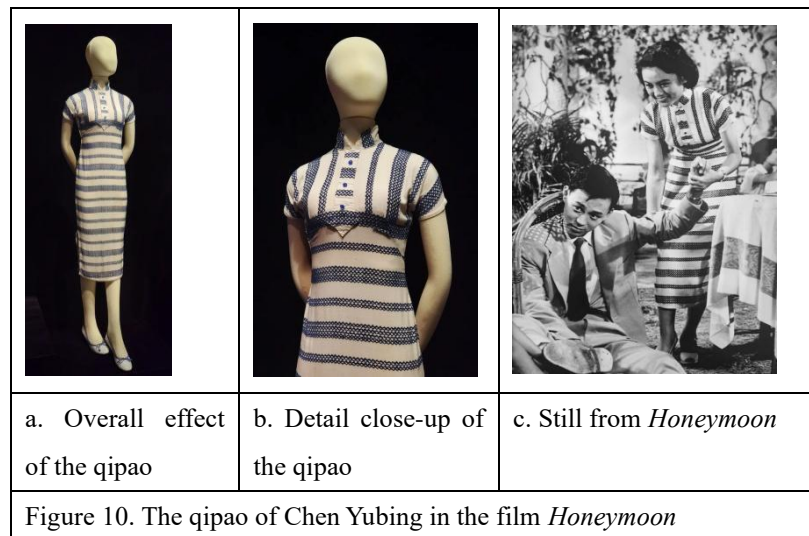 a. Overall effect
of the qipao
b. Detail close-up of
the qipao
c. Still from Honeymoon
Figure 10. The qipao of Chen Yubing in the film Honeymoon